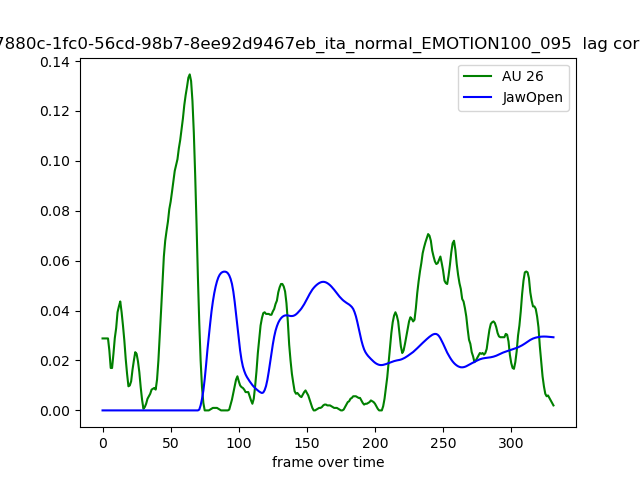 7880c-1fc0-56cd-98b7-8ee92d9467eb_ita_normal_EMOTION100_095 lag cor
0.14
0.12
0.10
0.08
0.06
0.04
0.02
0.00
AU 26
JawOpen
0 50 100 150 200 250 300
frame over time